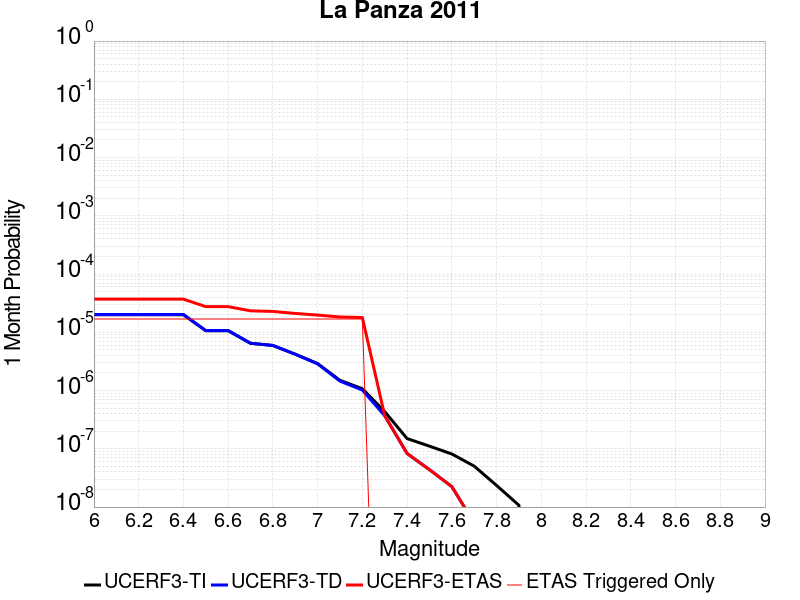 La Panza 2011
1 Month Probability
10^0
10^-1
10^-2
10^-3
10^-4
10^-5
10^-6
10^-7
10^-8
6 6.2 6.4 6.6 6.8 7 7.2 7.4 7.6 7.8 8 8.2 8.4 8.6 8.8 9
Magnitude
UCERF3-TI UCERF3-TD UCERF3-ETAS ETAS Triggered Only